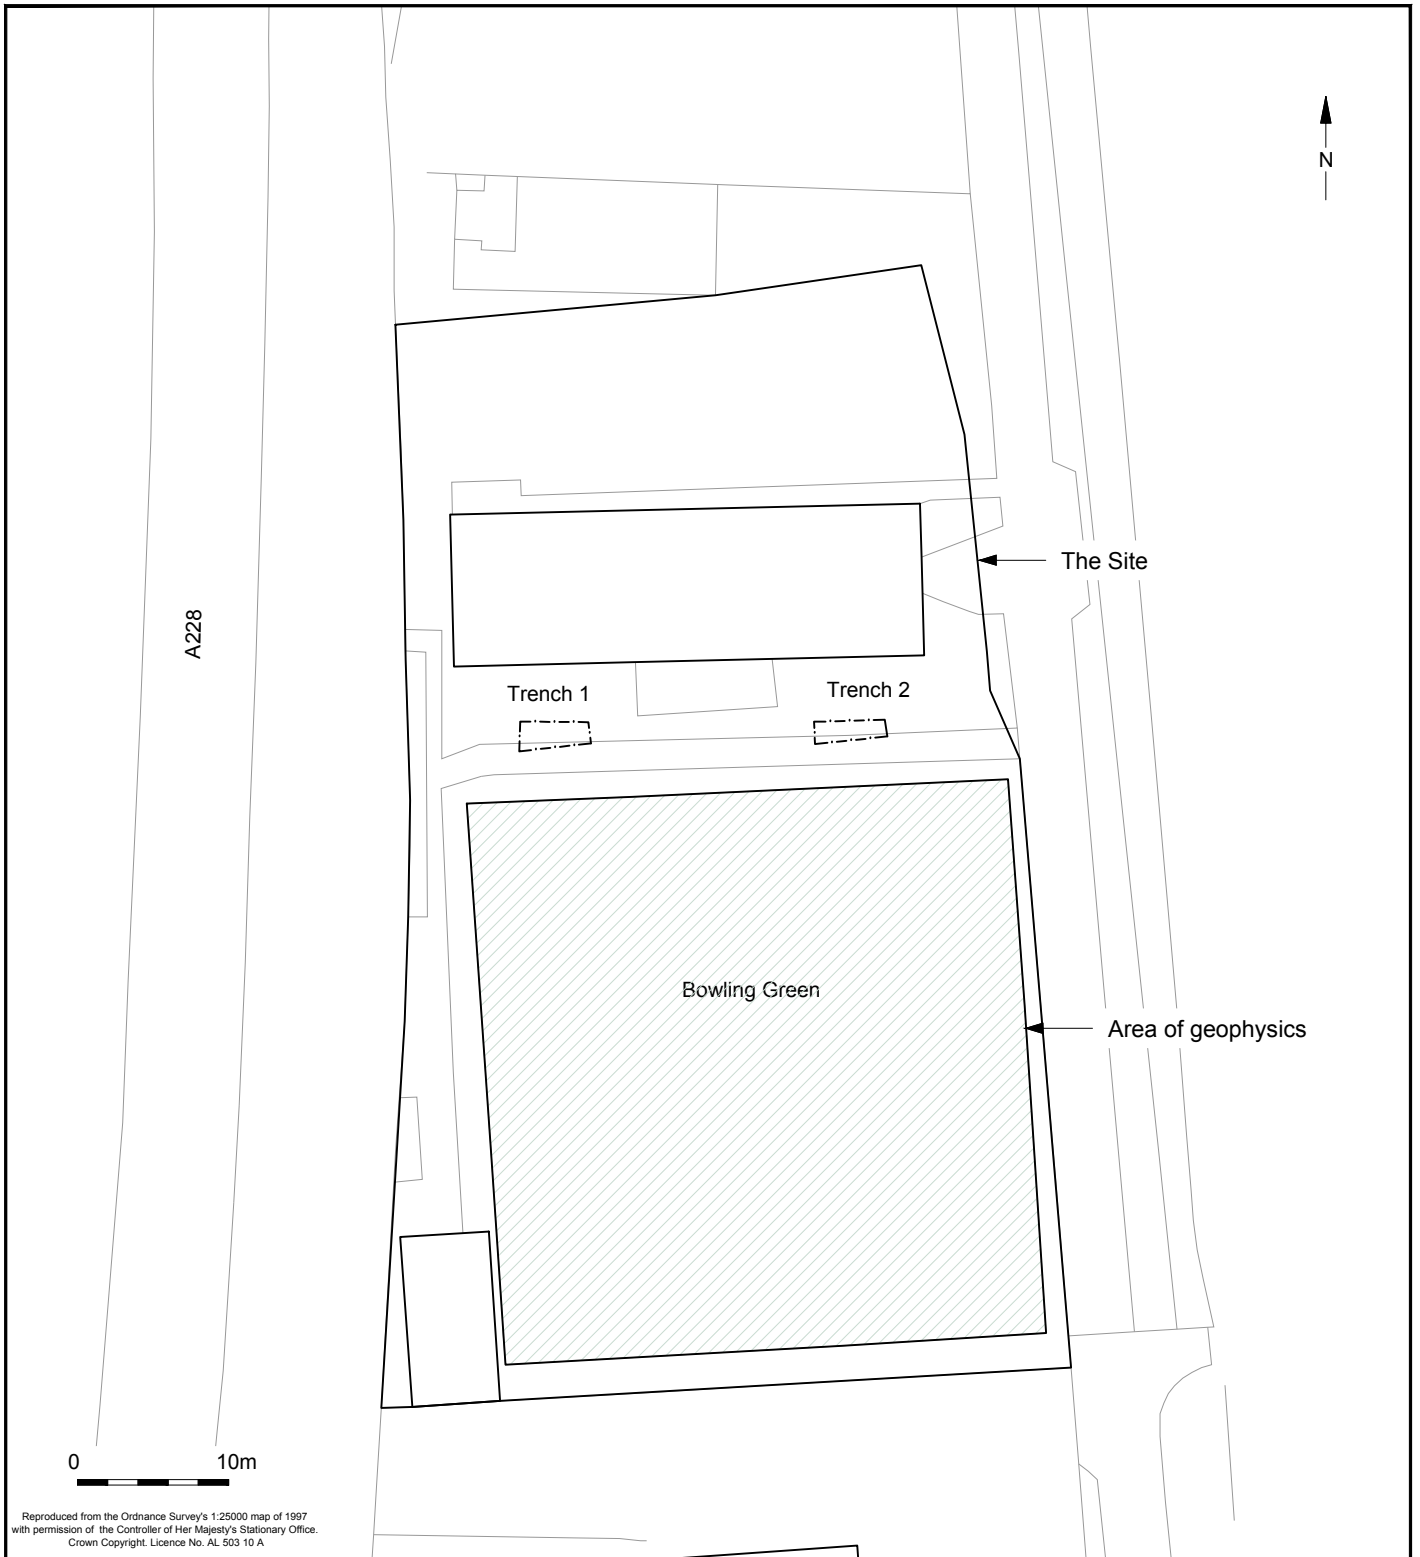 N
The Site
A228
Trench 1
Trench 2
Bowling Green
Area of geophysics
0 10m
Reproduced from the Ordnance Survey's 1:25000 map of 1997
with permission of the Controller of Her Majesty's Stationary Office.
Crown Copyright. Licence No. AL 503 10 A